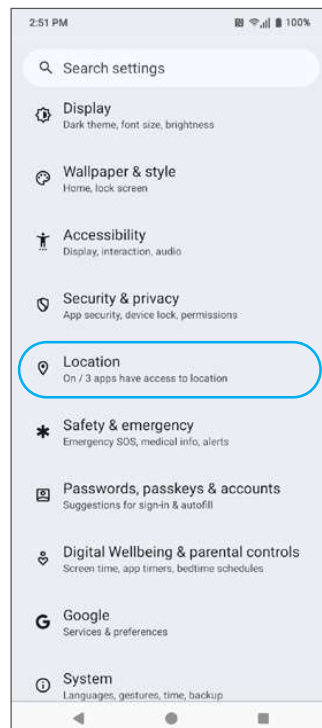 2:51 PM 100%
Search settings
Display
Dark theme, font size, brightness
Wallpaper & style
Home, lock screen
Accessibility
Display, interaction, audio
Security & privacy
App security, device lock, permissions
Location
On / 3 apps have access to location
Safety & emergency
Emergency SOS, medical info, alerts
Passwords, passkeys & accounts
Suggestions for sign-in & autofill
Digital Wellbeing & parental controls
Screen time, app timers, bedtime schedules
Google
Services & preferences
System
Languages, gestures, time, backup